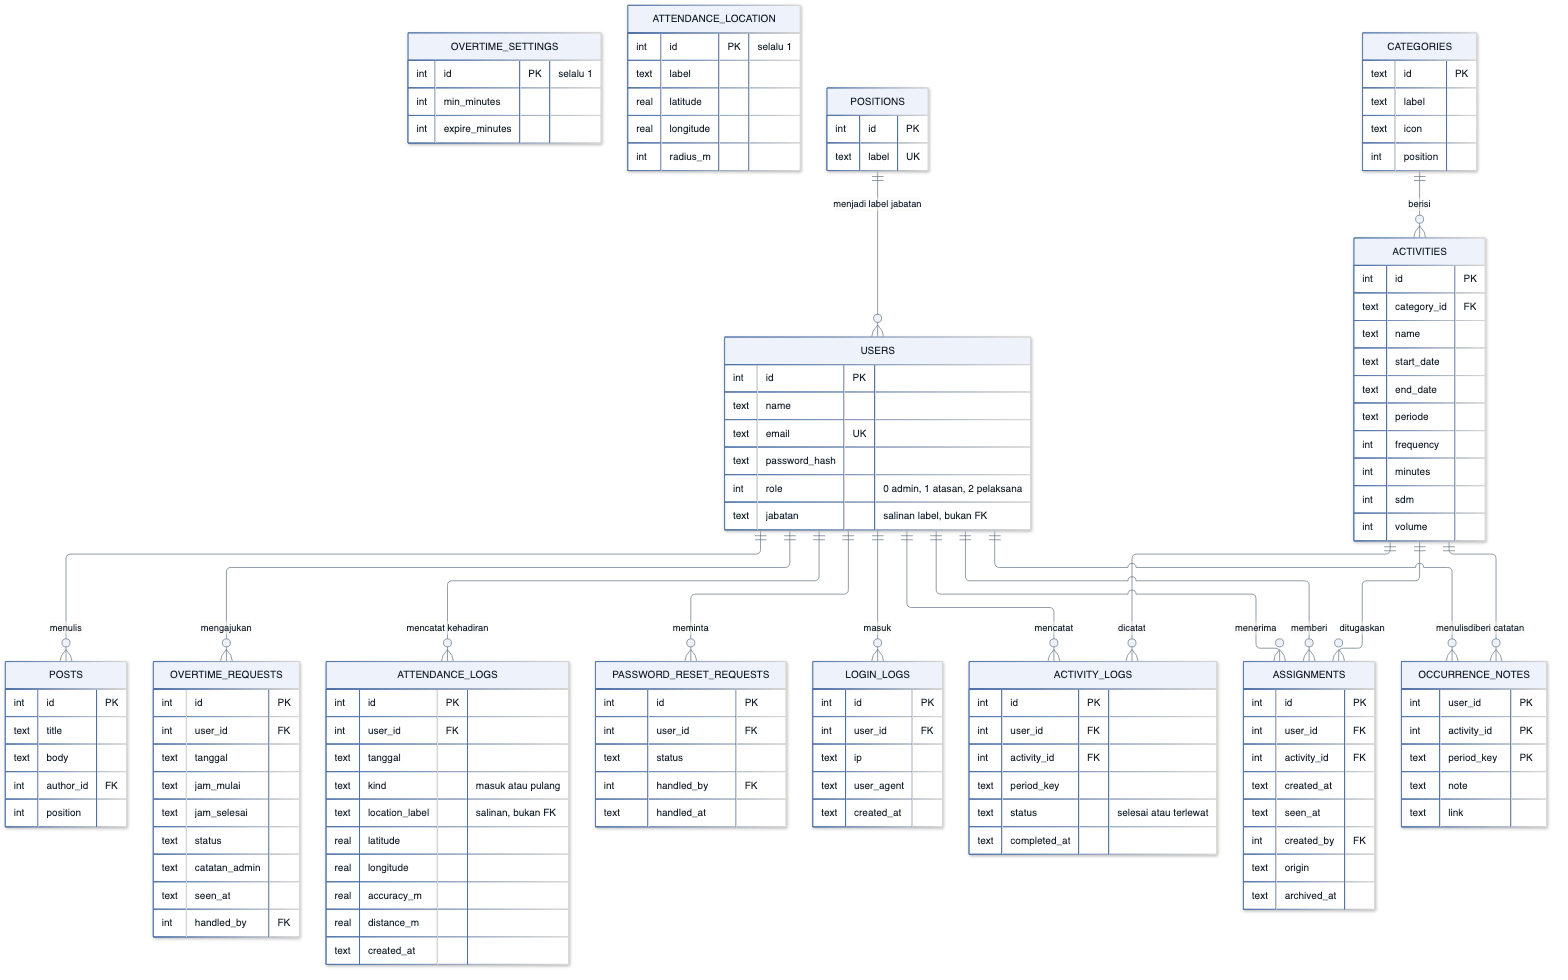 OVERTIME_SETTINGS
int id PK selalu 1
int min_minutes
int expire_minutes
ATTENDANCE_LOCATION
int id PK selalu 1
text label
real latitude
real longitude
int radius_m
POSITIONS
int id PK
text label UK
CATEGORIES
text id PK
text label
text icon
int position
menjadi label jabatan
berisi
ACTIVITIES
int id PK
text category_id FK
text name
text start_date
text end_date
text periode
int frequency
int minutes
int sdm
int volume
USERS
int id PK
text name
text email UK
text password_hash
int role 0 admin, 1 atasan, 2 pelaksana
text jabatan salinan label, bukan FK
menulis
mengajukan
mencatat kehadiran
meminta
masuk
mencatat
dicatat
menerima
memberi
ditugaskan
menulis
diberi catatan
POSTS
int id PK
text title
text body
int author_id FK
int position
OVERTIME_REQUESTS
int id PK
int user_id FK
text tanggal
text jam_mulai
text jam_selesai
text status
text catatan_admin
text seen_at
int handled_by FK
ATTENDANCE_LOGS
int id PK
int user_id FK
text tanggal
text kind masuk atau pulang
text location_label salinan, bukan FK
real latitude
real longitude
real accuracy_m
real distance_m
text created_at
PASSWORD_RESET_REQUESTS
int id PK
int user_id FK
text status
int handled_by FK
text handled_at
LOGIN_LOGS
int id PK
int user_id FK
text ip
text user_agent
text created_at
ACTIVITY_LOGS
int id PK
int user_id FK
int activity_id FK
text period_key
text status selesai atau terlewat
text completed_at
ASSIGNMENTS
int id PK
int user_id FK
int activity_id FK
text created_at
text seen_at
int created_by FK
text origin
text archived_at
OCCURRENCE_NOTES
int user_id PK
int activity_id PK
text period_key PK
text note
text link